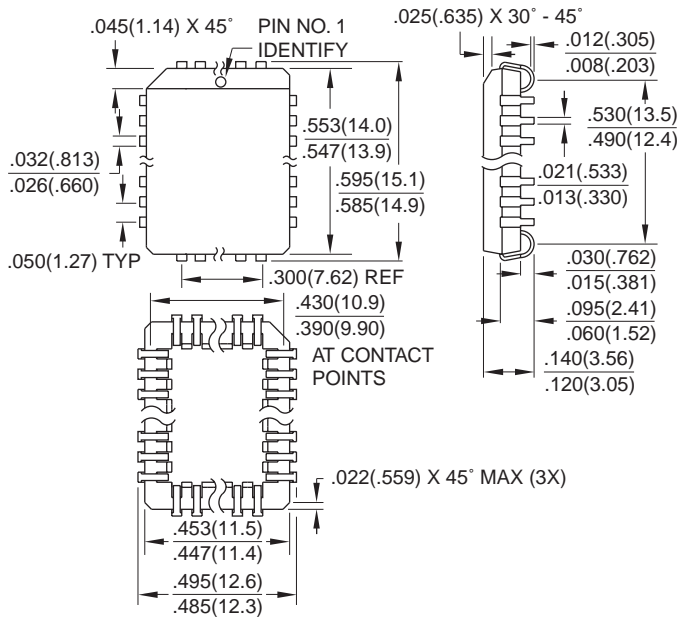 .045(1.14) X 45°
PIN NO. 1
IDENTIFY
.025(.635) X 30° - 45°
.012(.305)
.008(.203)
.553(14.0)
.547(13.9)
.530(13.5)
.490(12.4)
.032(.813)
.026(.660)
.595(15.1)
.585(14.9)
.021(.533)
.013(.330)
.050(1.27) TYP
.300(7.62) REF
.030(.762)
.015(.381)
.430(10.9)
.390(9.90)
AT CONTACT
POINTS
.095(2.41)
.060(1.52)
.140(3.56)
.120(3.05)
.022(.559) X 45° MAX (3X)
.453(11.5)
.447(11.4)
.495(12.6)
.485(12.3)